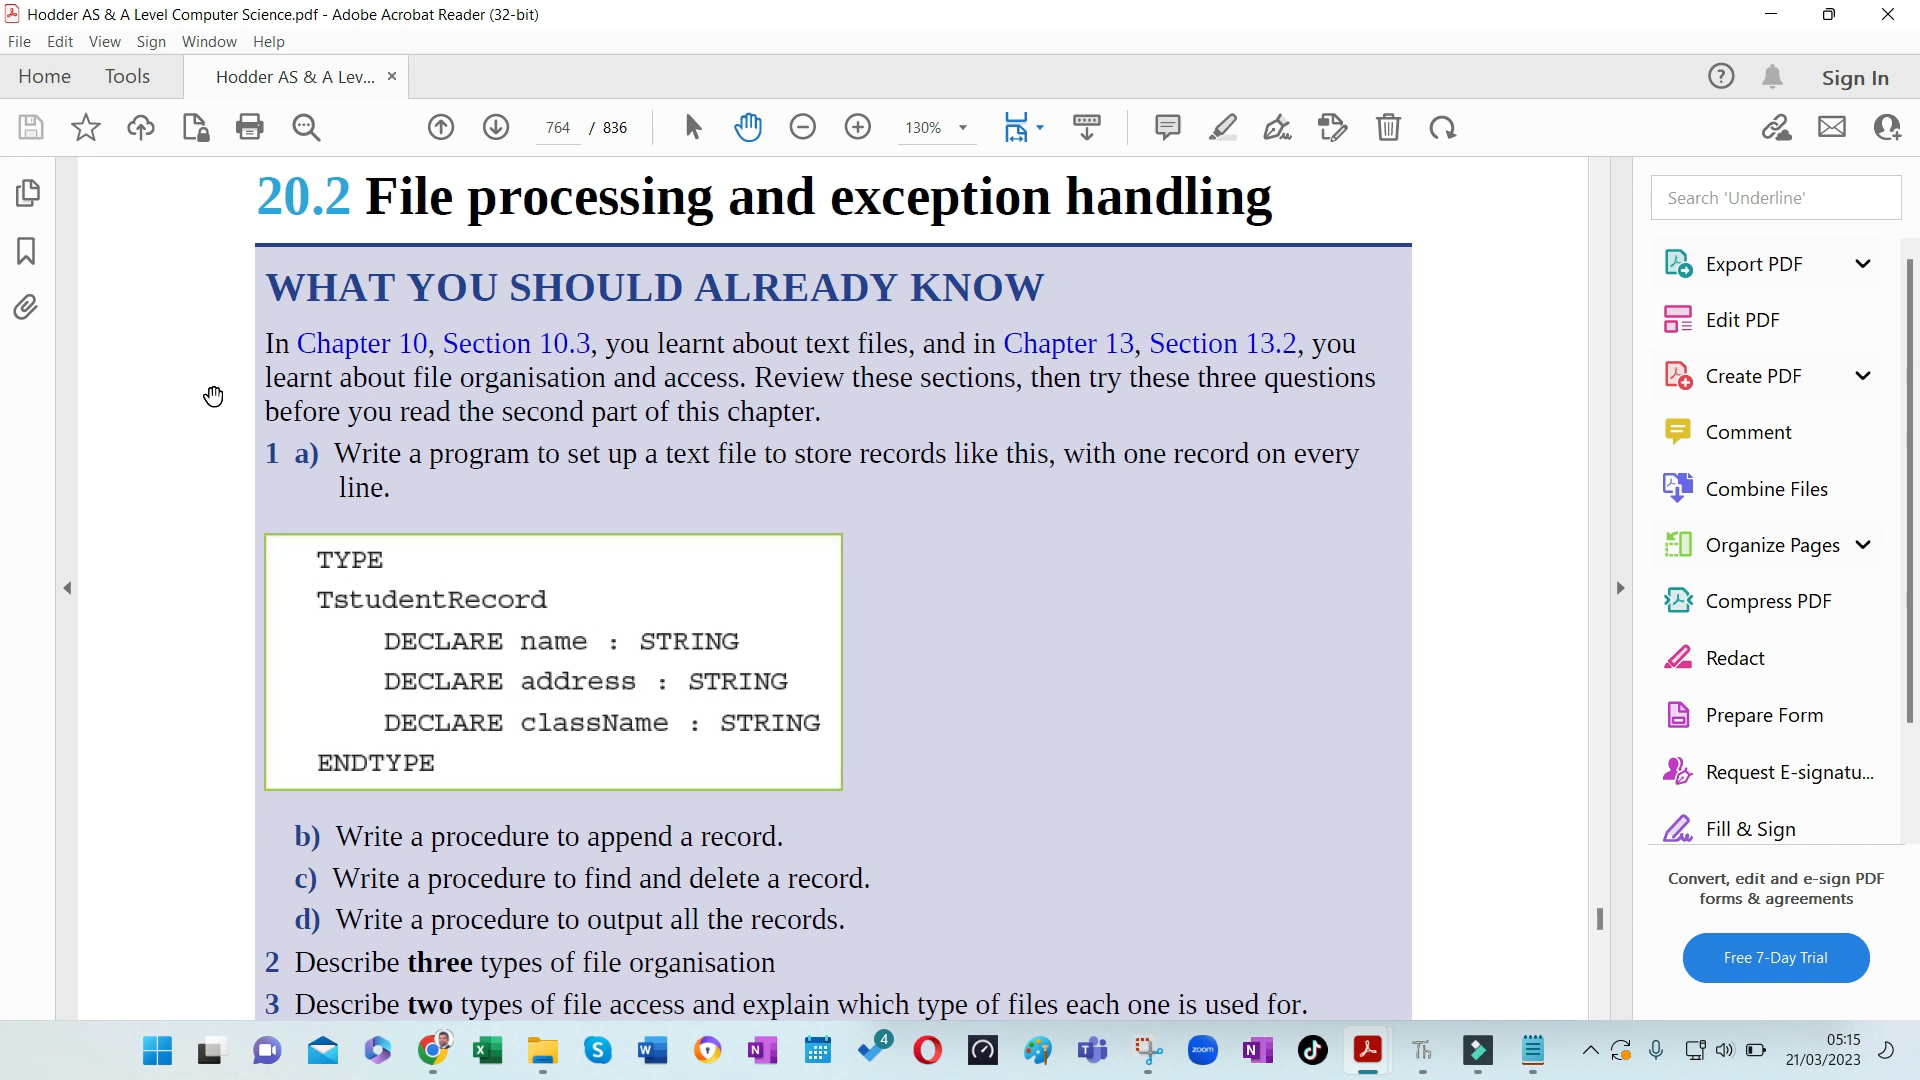 Hodder AS & A Level Computer Science.pdf - Adobe Acrobat Reader (32-bit)
File Edit View Sign Window Help
Home Tools Hodder AS & A Lev... × Sign In
764 / 836 130%
20.2 File processing and exception handling
WHAT YOU SHOULD ALREADY KNOW
In Chapter 10, Section 10.3, you learnt about text files, and in Chapter 13, Section 13.2, you
learnt about file organisation and access. Review these sections, then try these three questions
before you read the second part of this chapter.
1 a) Write a program to set up a text file to store records like this, with one record on every
line.
TYPE
TstudentRecord
DECLARE name : STRING
DECLARE address : STRING
DECLARE className : STRING
ENDTYPE
b) Write a procedure to append a record.
c) Write a procedure to find and delete a record.
d) Write a procedure to output all the records.
2 Describe three types of file organisation
3 Describe two types of file access and explain which type of files each one is used for.
Search 'Underline'
Export PDF
Edit PDF
Create PDF
Comment
Combine Files
Organize Pages
Compress PDF
Redact
Prepare Form
Request E-signatu...
Fill & Sign
Convert, edit and e-sign PDF
forms & agreements
Free 7-Day Trial
4
zoom
Th
05:15
21/03/2023